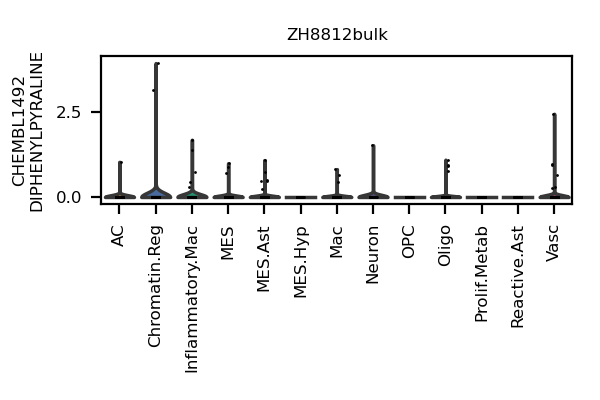 ZH8812bulk
CHEMBL1492
DIPHENYLPYRALINE
2.5
0.0
AC
Chromatin.Reg
Inflammatory.Mac
MES
MES.Ast
MES.Hyp
Mac
Neuron
OPC
Oligo
Prolif.Metab
Reactive.Ast
Vasc